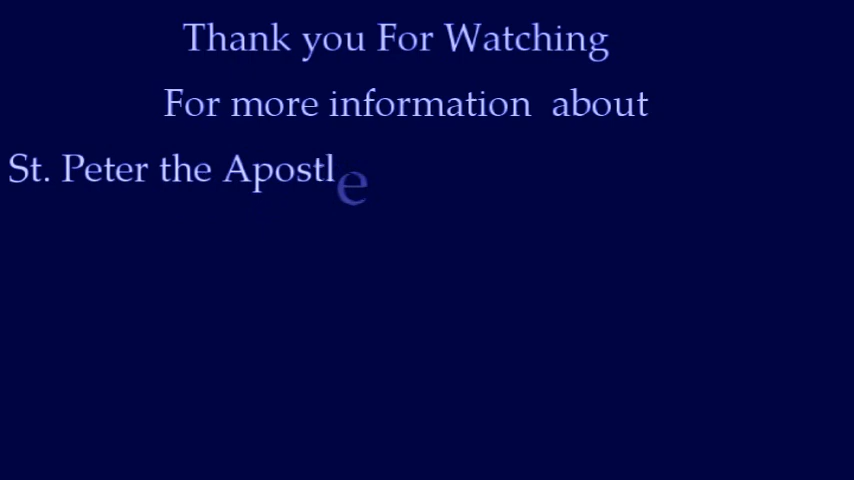 Thank you For Watching
For more information about
St. Peter the Apostle